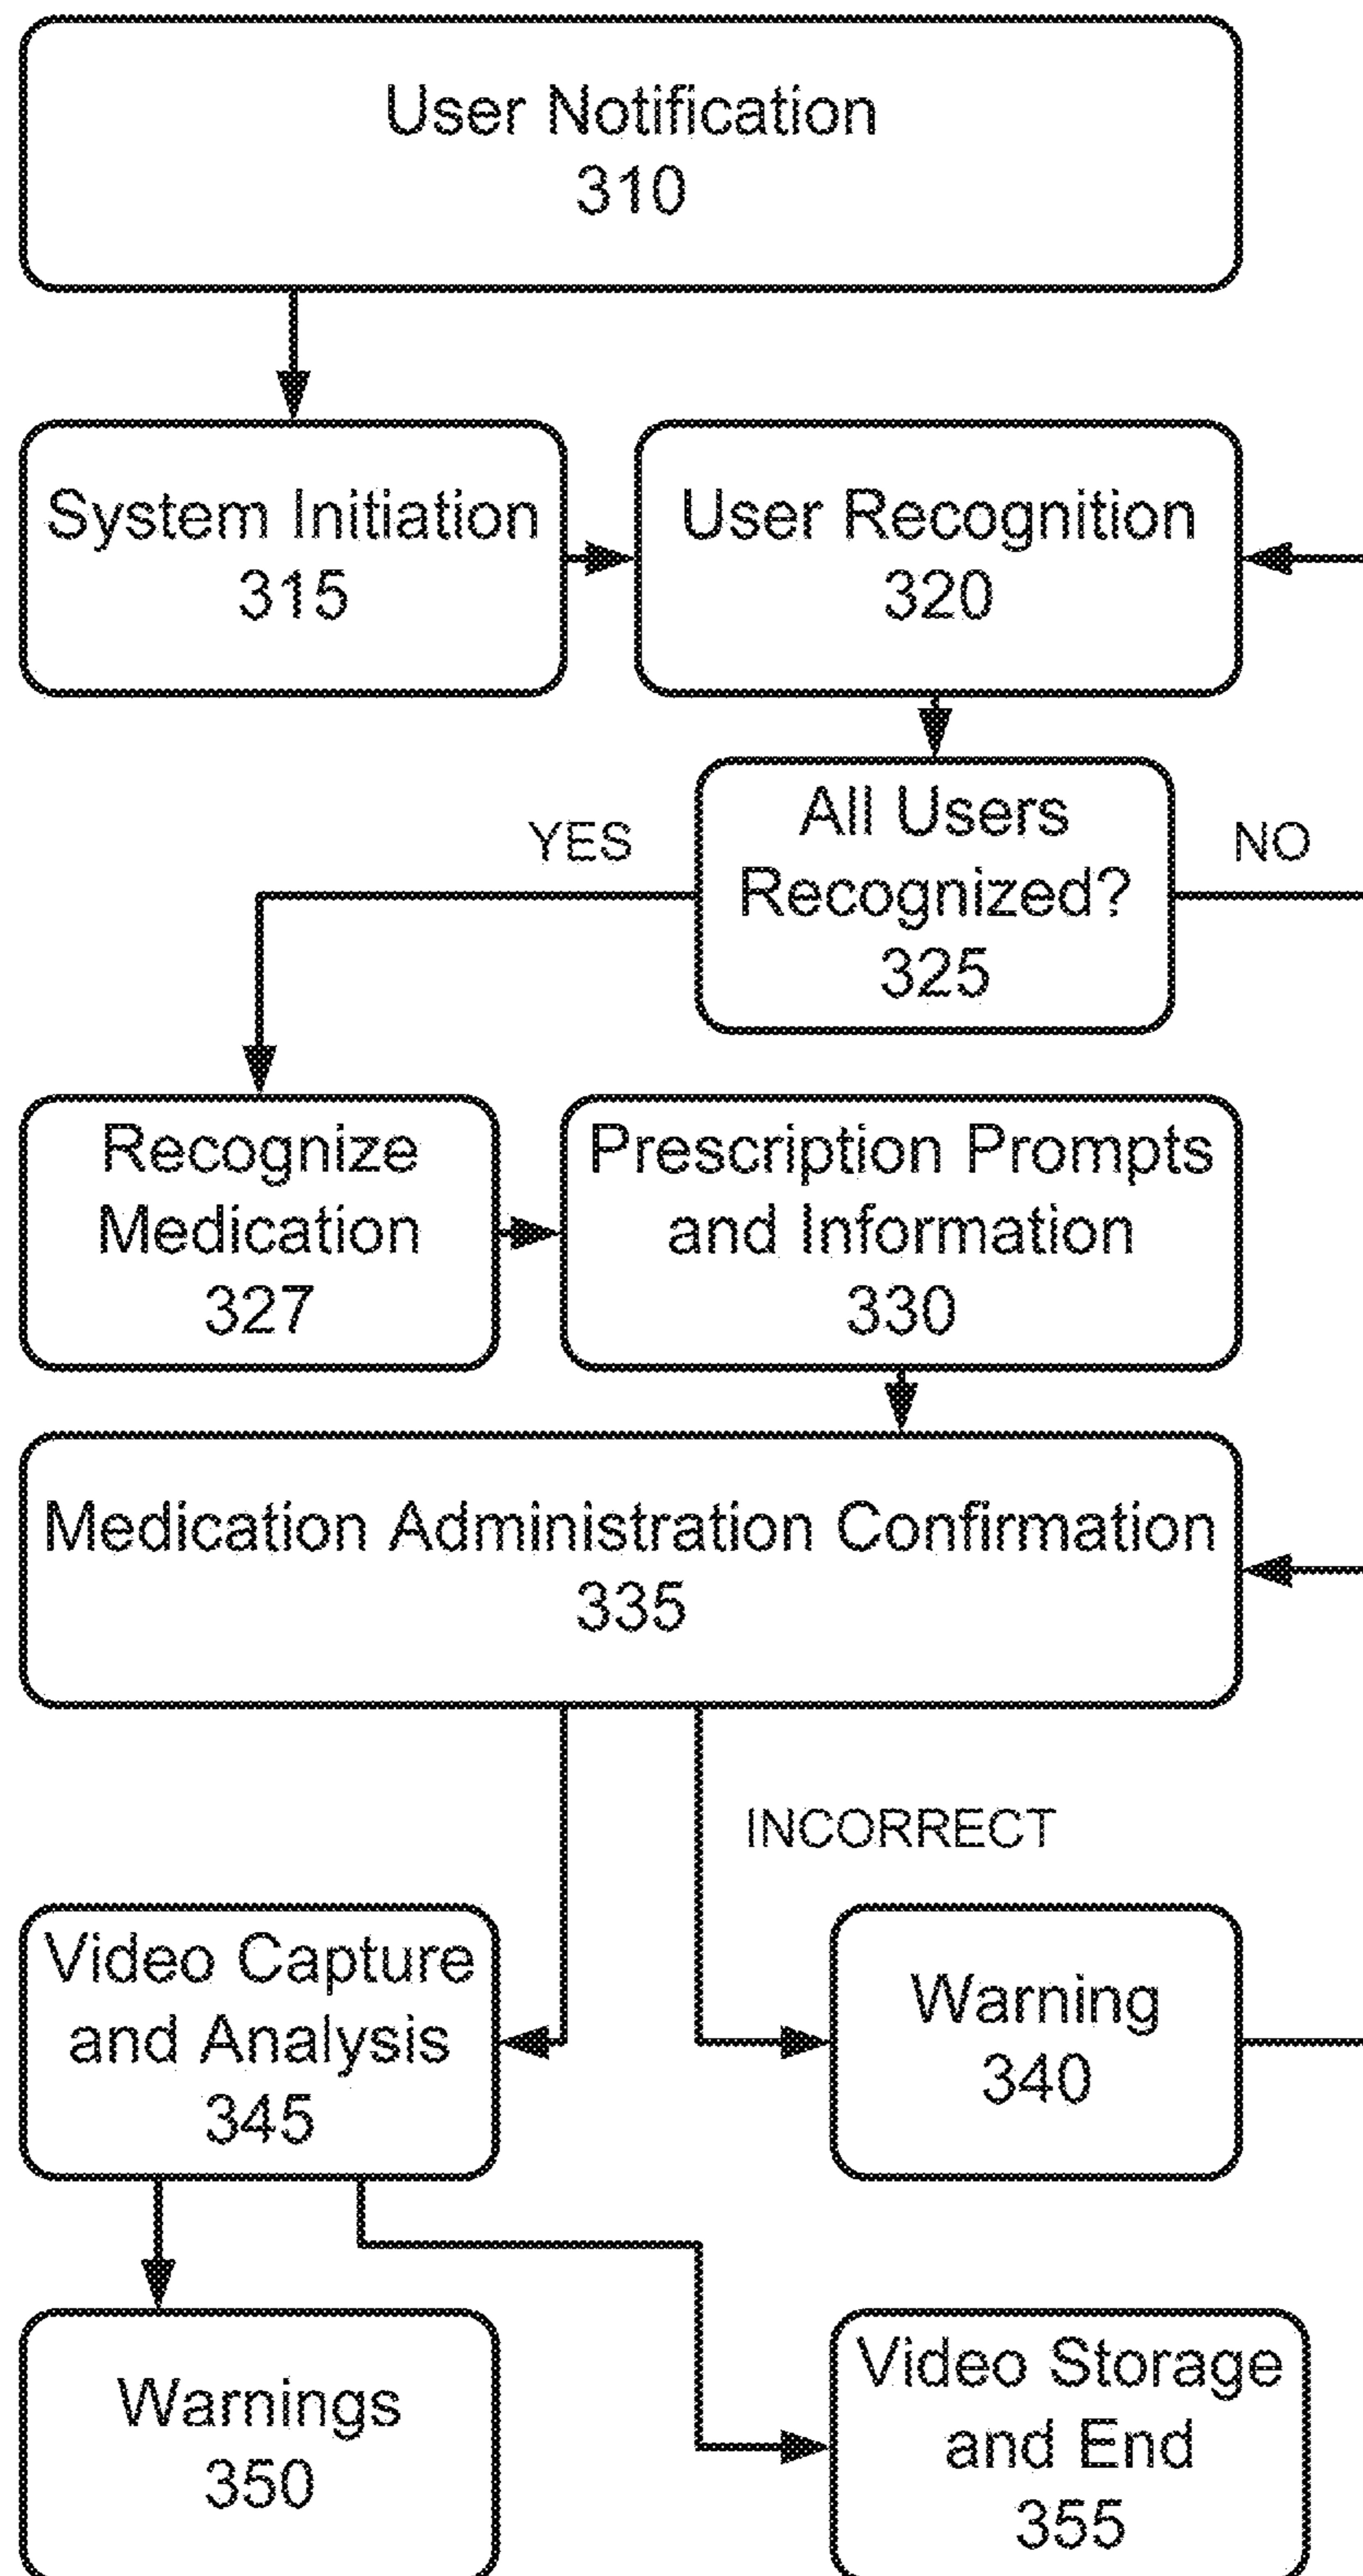 User Notification
310
System Initiation
315
User Recognition
320
YES
All Users
Recognized?
325
NO
Recognize
Medication
327
Prescription Prompts
and Information
330
Medication Administration Confirmation
335
INCORRECT
Video Capture
and Analysis
345
Warning
340
Warnings
350
Video Storage
and End
355